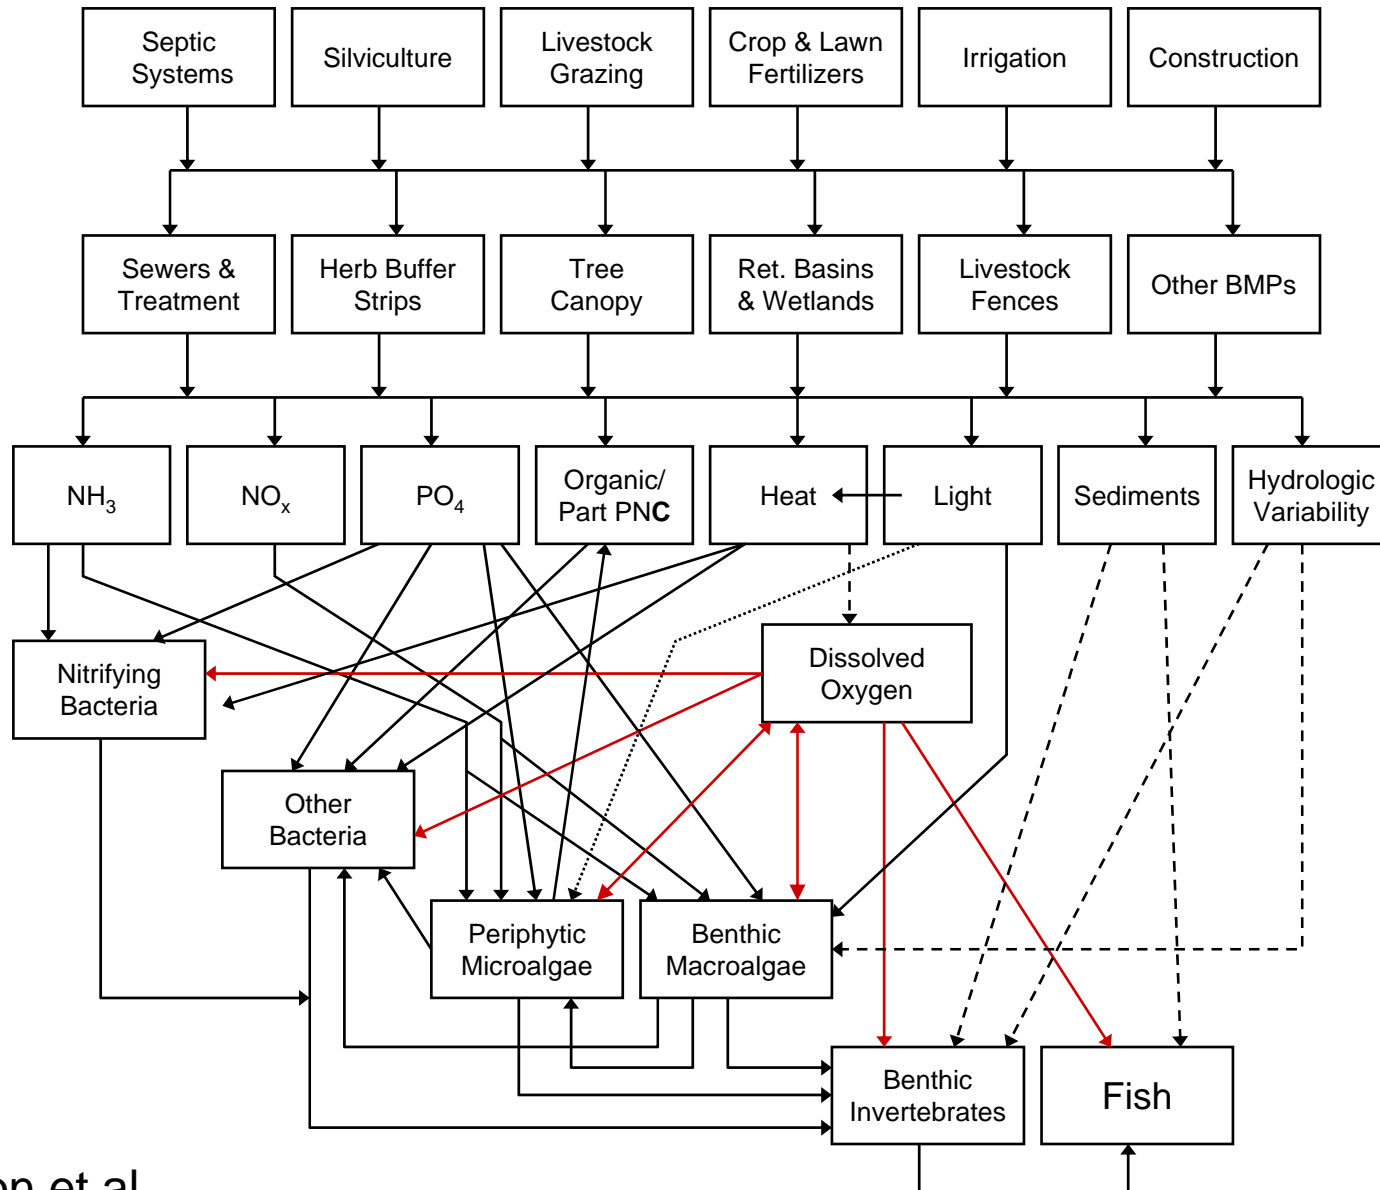 Septic
Systems
Silviculture
Livestock
Grazing
Crop & Lawn
Fertilizers
Irrigation
Construction
Sewers &
Treatment
Herb Buffer
Strips
Tree
Canopy
Ret. Basins
& Wetlands
Livestock
Fences
Other BMPs
NH3
NOx
PO4
Organic/
Part PNC
Heat
Light
Sediments
Hydrologic
Variability
Nitrifying
Bacteria
Dissolved
Oxygen
Other
Bacteria
Periphytic
Microalgae
Benthic
Macroalgae
Benthic
Invertebrates
Fish
et al